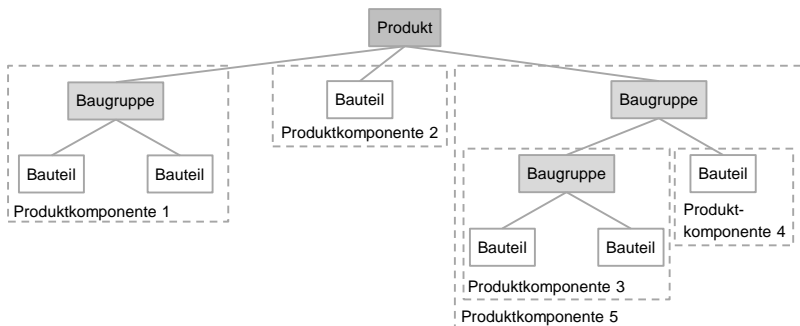 Produkt
Baugruppe
Bauteil
Baugruppe
Produktkomponente 2
Bauteil
Bauteil
Baugruppe
Bauteil
Produktkomponente 1
Produkt-
komponente 4
Bauteil
Bauteil
Produktkomponente 3
Produktkomponente 5